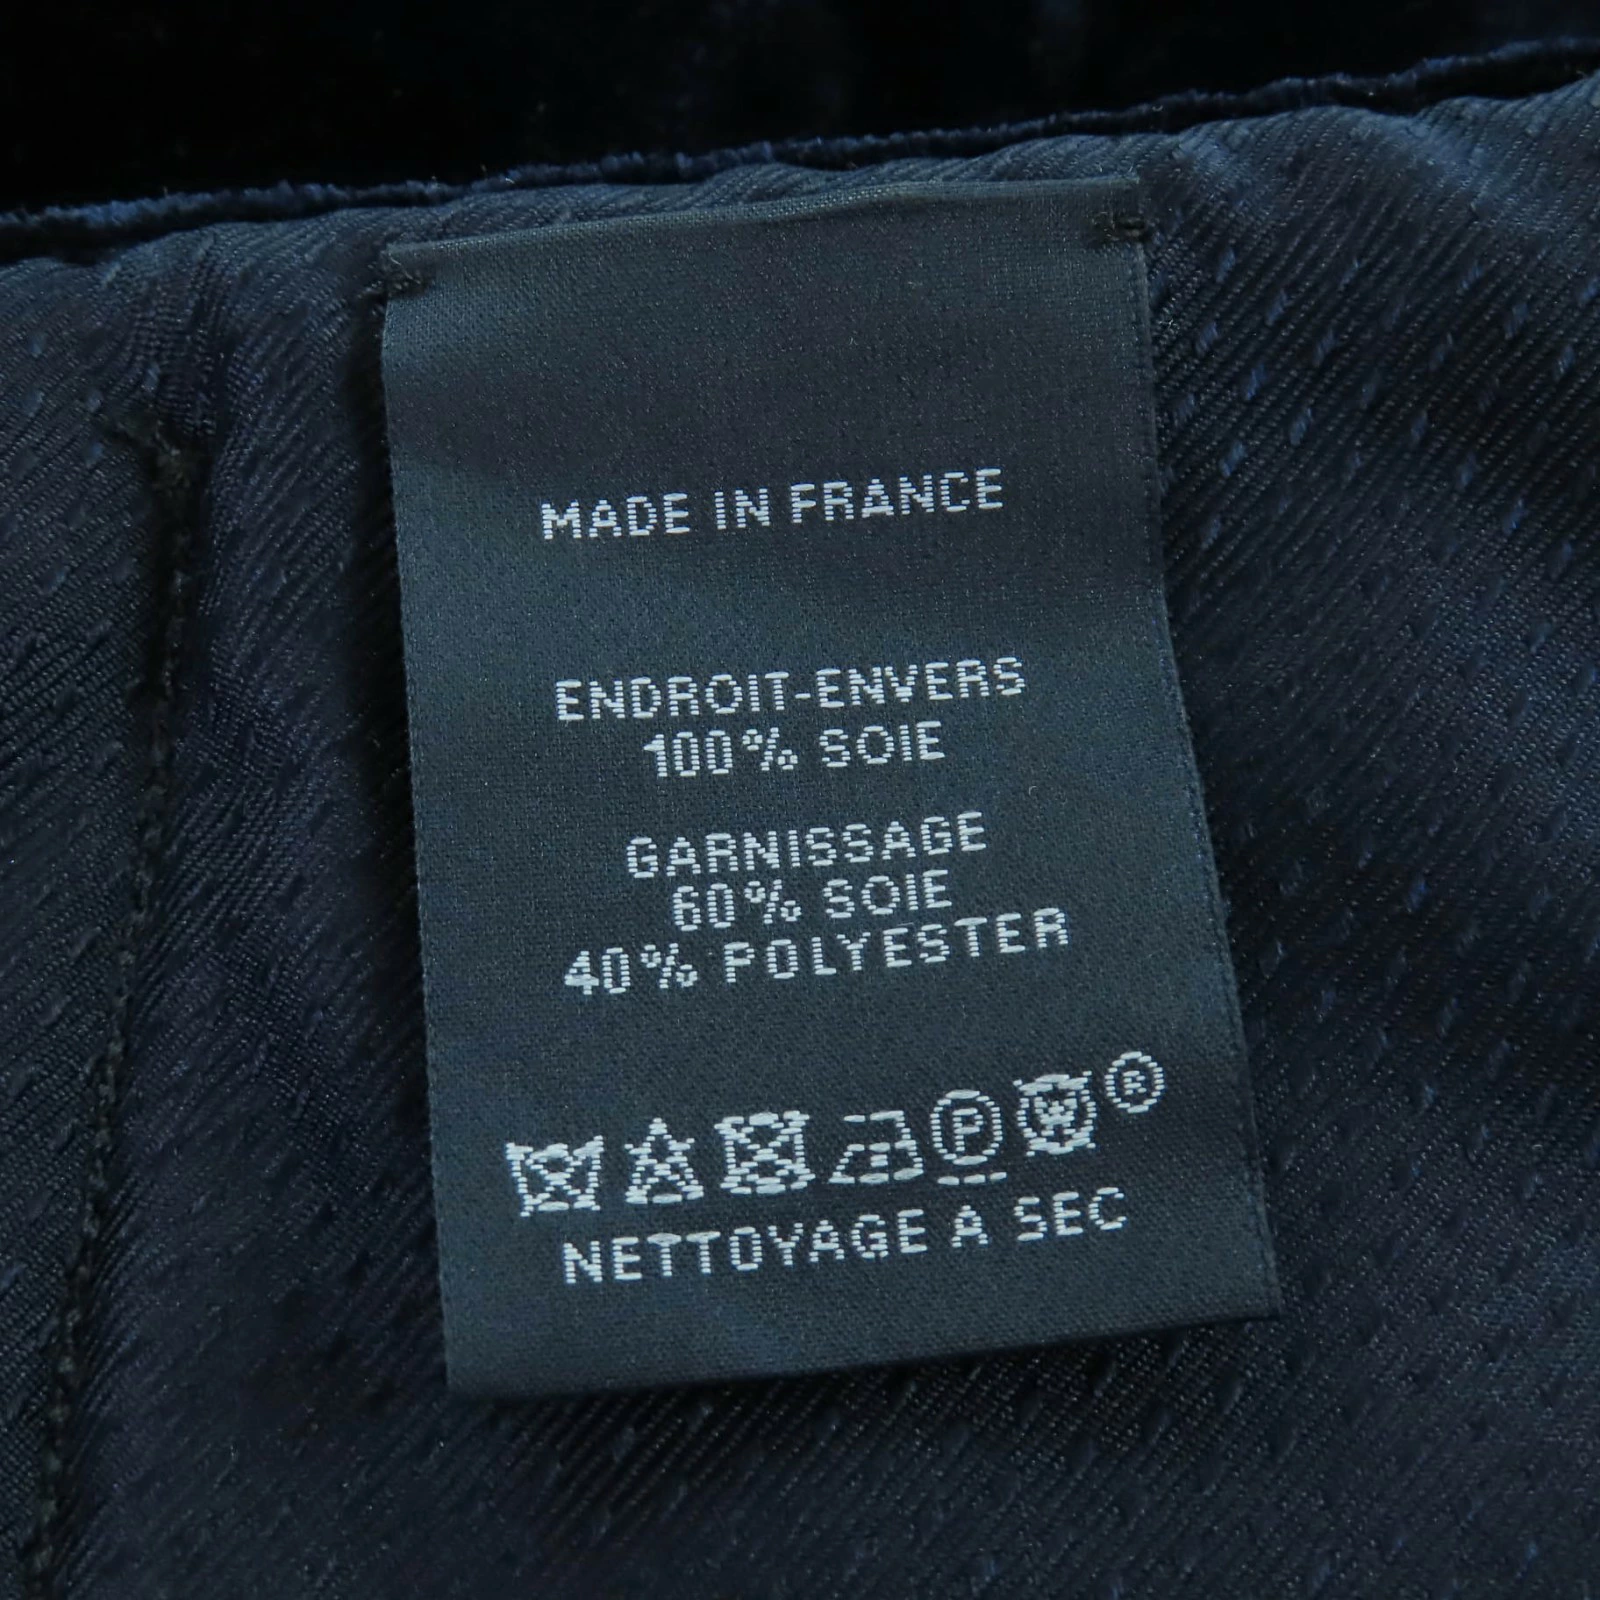 MADE IN FRANCE
ENDROIT-ENVERS
100% SOIE
GARNISSAGE
60% SOIE
40% POLYESTER
P ®
NETTOYAGE A SEC